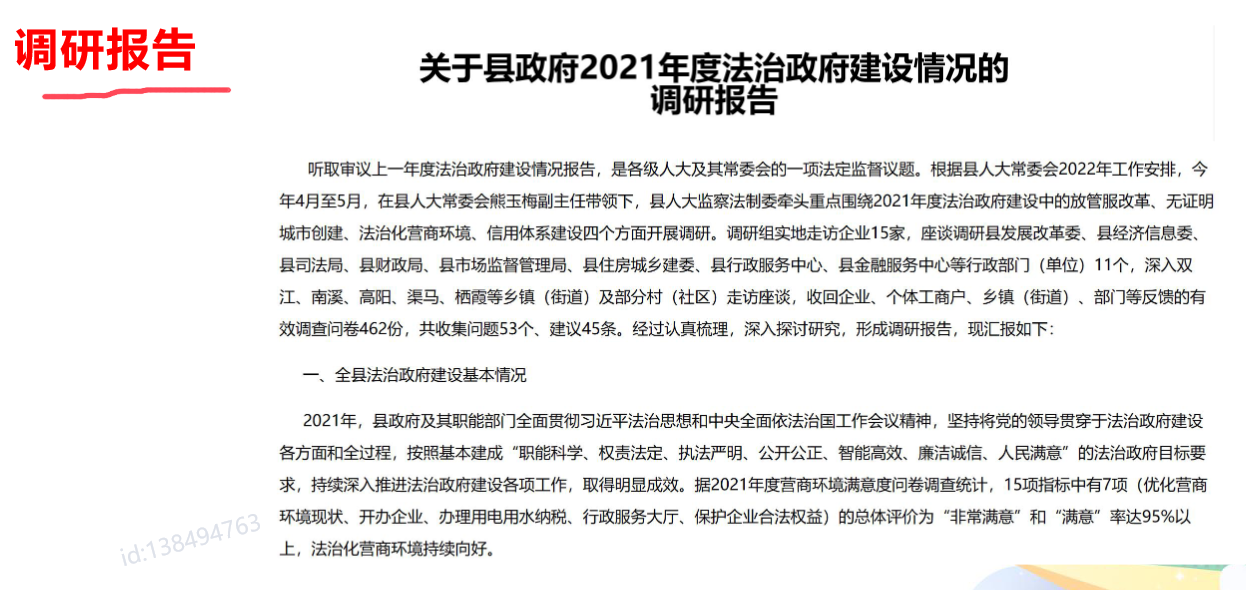 调研报告
关于县政府2021年度法治政府建设情况的
调研报告
听取审议上一年度法治政府建设情况报告，是各级人大及其常委会的一项法定监督议题。根据县人大常委会2022年工作安排，今
年4月至5月，在县人大常委会熊玉梅副主任带领下，县人大监察法制委牵头重点围绕2021年度法治政府建设中的放管服改革、无证明
城市创建、法治化营商环境、信用体系建设四个方面开展调研。调研组实地走访企业15家，座谈调研县发展改革委、县经济信息委、
县司法局、县财政局、县市场监督管理局、县住房城乡建委、县行政服务中心、县金融服务中心等行政部门（单位）11个，深入双
江、南溪、高阳、渠马、栖霞等乡镇（街道）及部分村（社区）走访座谈，收回企业、个体工商户、乡镇（街道）、部门等反馈的有
效调查问卷462份，共收集问题53个、建议45条。经过认真梳理，深入探讨研究，形成调研报告，现汇报如下：
一、全县法治政府建设基本情况
2021年，县政府及其职能部门全面贯彻习近平法治思想和中央全面依法治国工作会议精神，坚持将党的领导贯穿于法治政府建设
各方面和全过程，按照基本建成“职能科学、权责法定、执法严明、公开公正、智能高效、廉洁诚信、人民满意”的法治政府目标要
求，持续深入推进法治政府建设各项工作，取得明显成效。据2021年度营商环境满意度问卷调查统计，15项指标中有7项（优化营商
环境现状、开办企业、办理用电用水纳税、行政服务大厅、保护企业合法权益）的总体评价为“非常满意”和“满意”率达95%以
上，法治化营商环境持续向好。
id:138494763